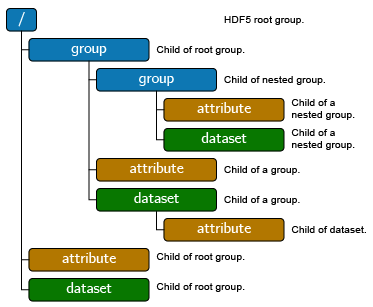 /
HDF5 root group.
group
Child of root group.
group
Child of nested group.
attribute
Child of a
nested group.
dataset
Child of a
nested group.
attribute
Child of a group.
dataset
Child of a group.
attribute
Child of dataset.
attribute
Child of root group.
dataset
Child of root group.